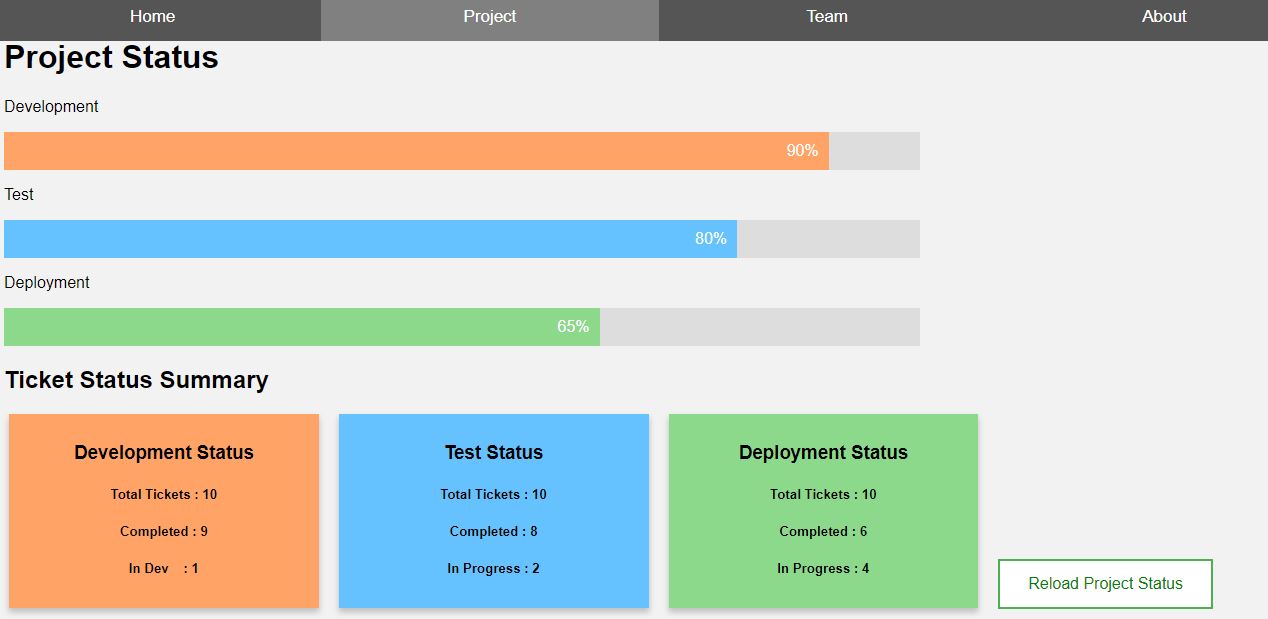 Home Project Team About
Project Status
Development
90%
Test
80%
Deployment
65%
Ticket Status Summary
Development Status
Total Tickets : 10
Completed : 9
In Dev : 1
Test Status
Total Tickets : 10
Completed : 8
In Progress : 2
Deployment Status
Total Tickets : 10
Completed : 6
In Progress : 4
Reload Project Status